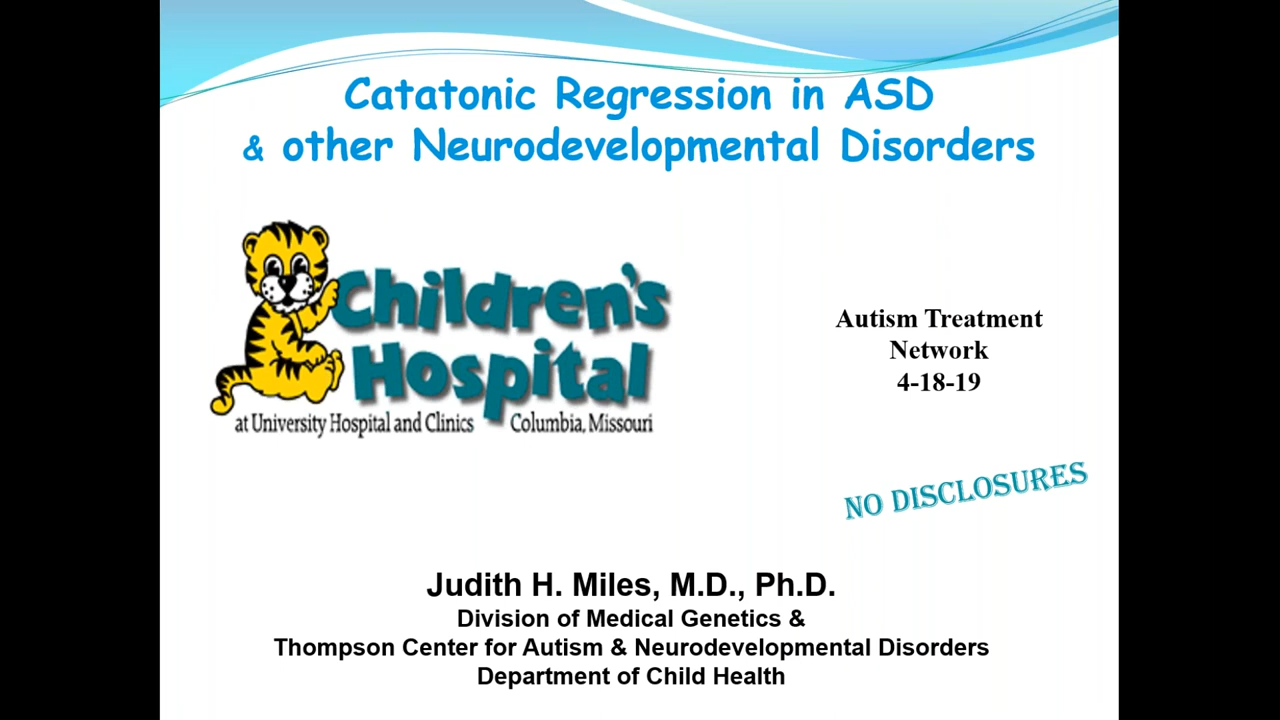 Catatonic Regression in ASD
& other Neurodevelopmental Disorders
Children's
Hospital
at University Hospital and Clinics Columbia, Missouri
Autism Treatment
Network
4-18-19
NO DISCLOSURES
Judith H. Miles, M.D., Ph.D.
Division of Medical Genetics &
Thompson Center for Autism & Neurodevelopmental Disorders
Department of Child Health